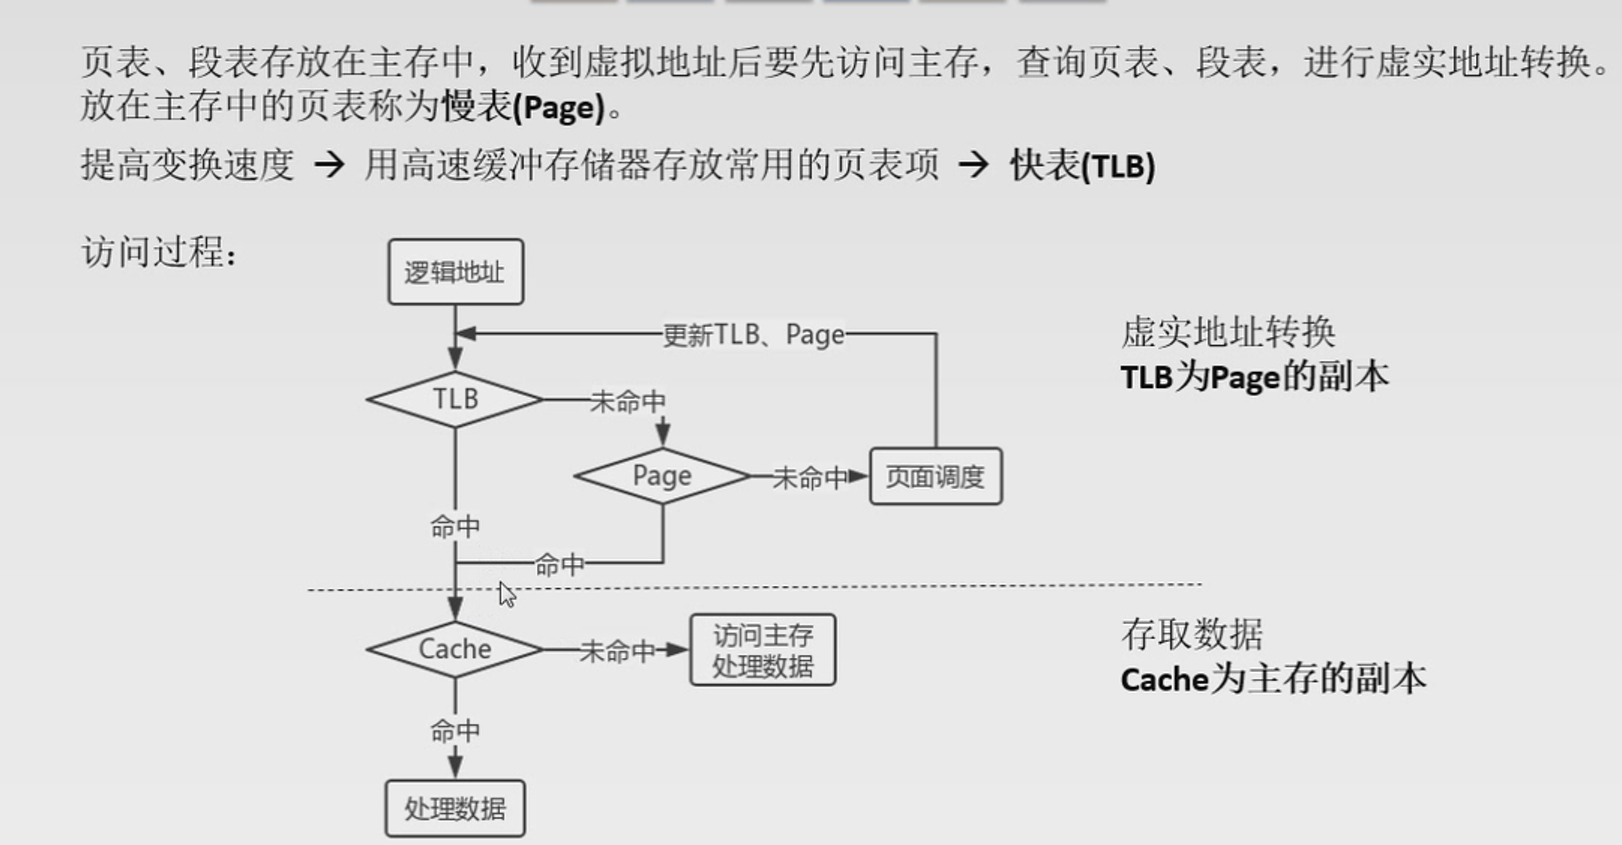 页表、段表存放在主存中，收到虚拟地址后要先访问主存，查询页表、段表，进行虚实地址转换。
放在主存中的页表称为慢表(Page)。
提高变换速度 → 用高速缓冲存储器存放常用的页表项 → 快表(TLB)
访问过程：
逻辑地址
更新TLB、Page
虚实地址转换
TLB为Page的副本
TLB
未命中
Page
未命中
页面调度
命中
命中
Cache
未命中
访问主存
处理数据
存取数据
Cache为主存的副本
命中
处理数据